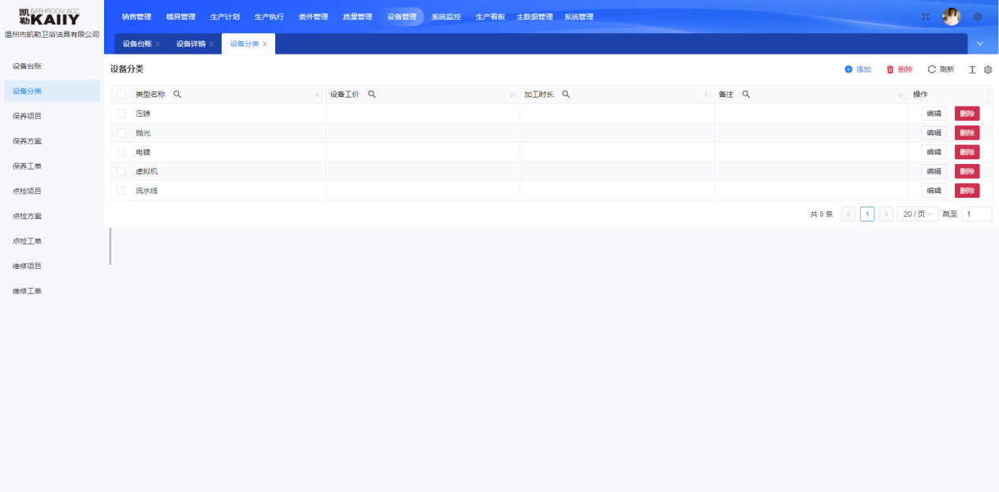 凯勒 BATHROOV ACC. KAIIY
温州市凯勒卫浴洁具有限公司
销售管理 模具管理 生产计划 生产执行 委外管理 质量管理 设备管理 系统监控 生产看板 主数据管理 系统管理
设备台账 设备详情 设备分类
设备台账
设备分类
保养项目
保养方案
保养工单
点检项目
点检方案
点检工单
维修项目
维修工单
设备分类 添加 删除 刷新
类型名称 设备工价 加工时长 备注 操作
压铸 编辑 删除
抛光 编辑 删除
电镀 编辑 删除
虚拟机 编辑 删除
流水线 编辑 删除
共 5 条 1 20 / 页 跳至 1